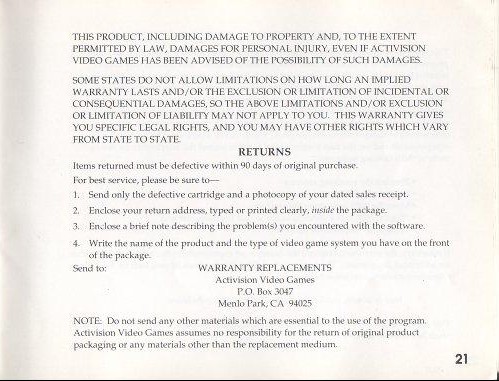 THIS PRODUCT, INCLUDING DAMAGE TO PROPERTY AND, TO THE EXTENT
PERMITTED BY LAW, DAMAGES FOR PERSONAL INJURY, EVEN IF ACTIVISION
VIDEO GAMES HAS BEEN ADVISED OF THE POSSIBILITY OF SUCH DAMAGES.
SOME STATES DO NOT ALLOW LIMITATIONS ON HOW LONG AN IMPLIED
WARRANTY LASTS AND/OR THE EXCLUSION OR LIMITATION OF INCIDENTAL OR
CONSEQUENTIAL DAMAGES, SO THE ABOVE LIMITATIONS AND/OR EXCLUSION
OR LIMITATION OF LIABILITY MAY NOT APPLY TO YOU. THIS WARRANTY GIVES
YOU SPECIFIC LEGAL RIGHTS, AND YOU MAY HAVE OTHER RIGHTS WHICH VARY
FROM STATE TO STATE.
RETURNS
Items returned must be defective within 90 days of original purchase.
For best service, please be sure to—
1. Send only the defective cartridge and a photocopy of your dated sales receipt.
2. Enclose your return address, typed or printed clearly, inside the package.
3. Enclose a brief note describing the problem(s) you encountered with the software.
4. Write the name of the product and the type of video game system you have on the front
of the package.
Send to: WARRANTY REPLACEMENTS
Activision Video Games
P.O. Box 3047
Menlo Park, CA 94025
NOTE: Do not send any other materials which are essential to the use of the program.
Activision Video Games assumes no responsibility for the return of original product
packaging or any materials other than the replacement medium.
21